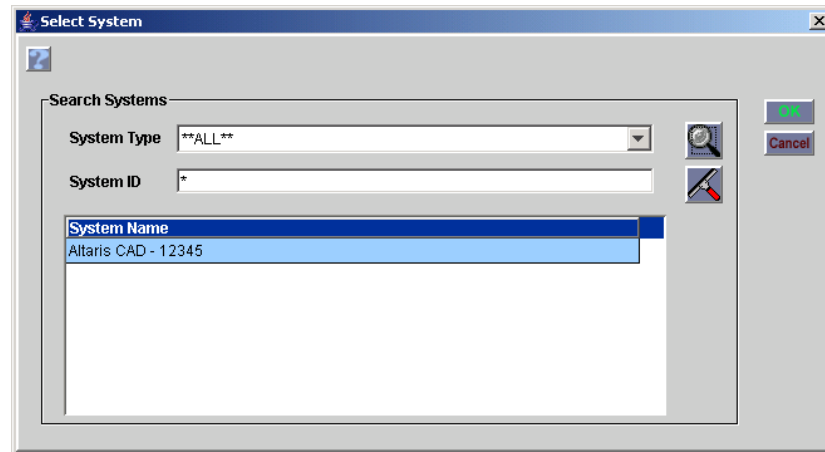 Select System
Search Systems
System Type **ALL**
System ID *
OK
Cancel
System Name
Altaris CAD - 12345